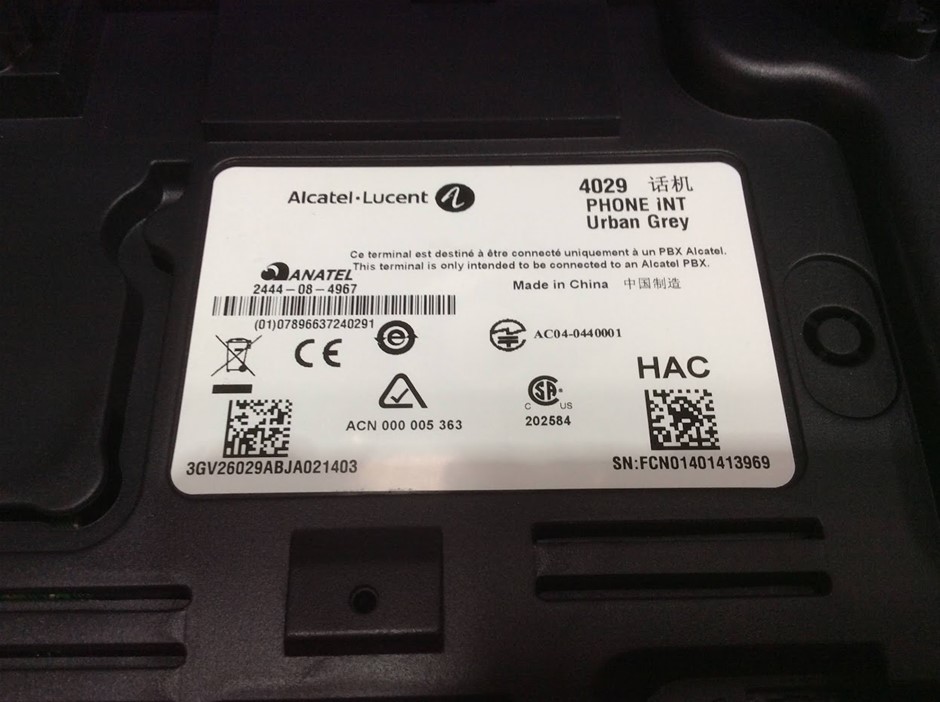 Alcatel·Lucent
4029 话机
PHONE iNT
Urban Grey
Ce terminal est destiné à être connecté uniquement à un PBX Alcatel.
This terminal is only intended to be connected to an Alcatel PBX.
ANATEL
2444-08-4967
Made in China 中国制造
(01)07896637240291
e
AC04-0440001
CE
HAC
SA
C US
ACN 000 005 363
202584
3GV26029ABJA021403
SN:FCN01401413969